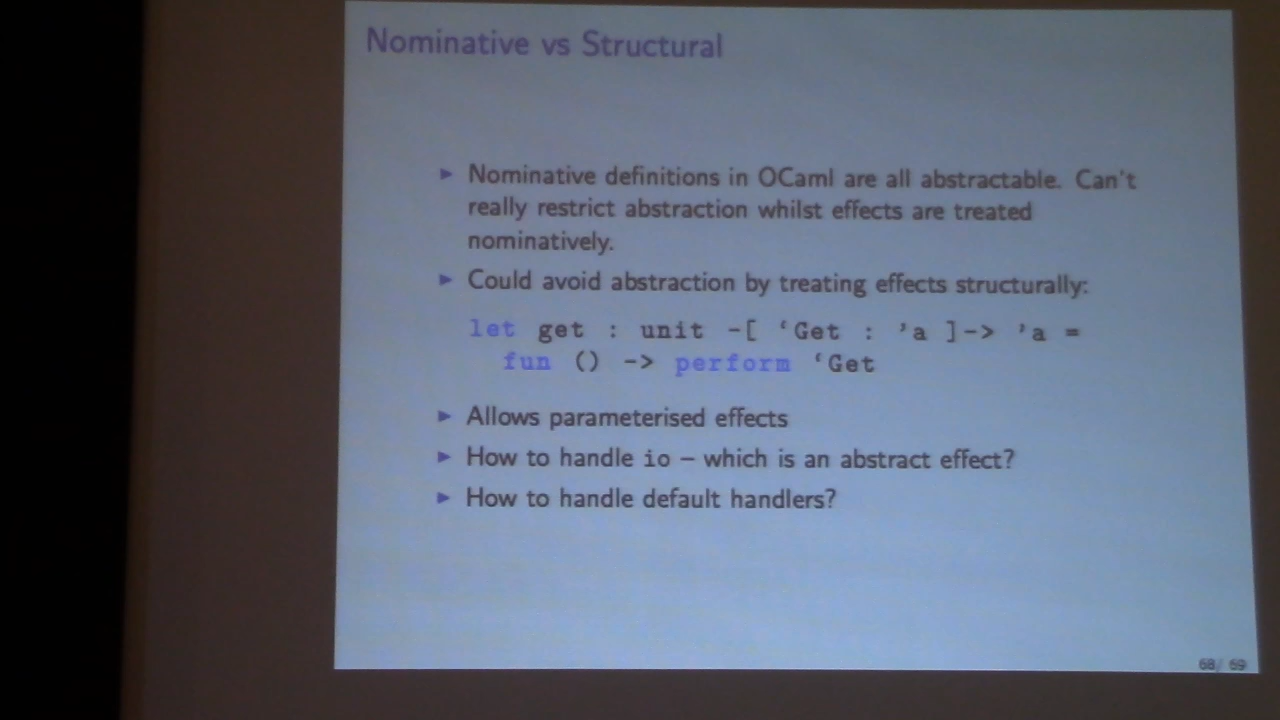 Nominative vs Structural
► Nominative definitions in OCaml are all abstractable. Can't
really restrict abstraction whilst effects are treated
nominatively.
► Could avoid abstraction by treating effects structurally:
let get : unit -[ ‘Get : ’a ]-> ’a =
fun () -> perform ‘Get
► Allows parameterised effects
► How to handle io – which is an abstract effect?
► How to handle default handlers?
68/ 69